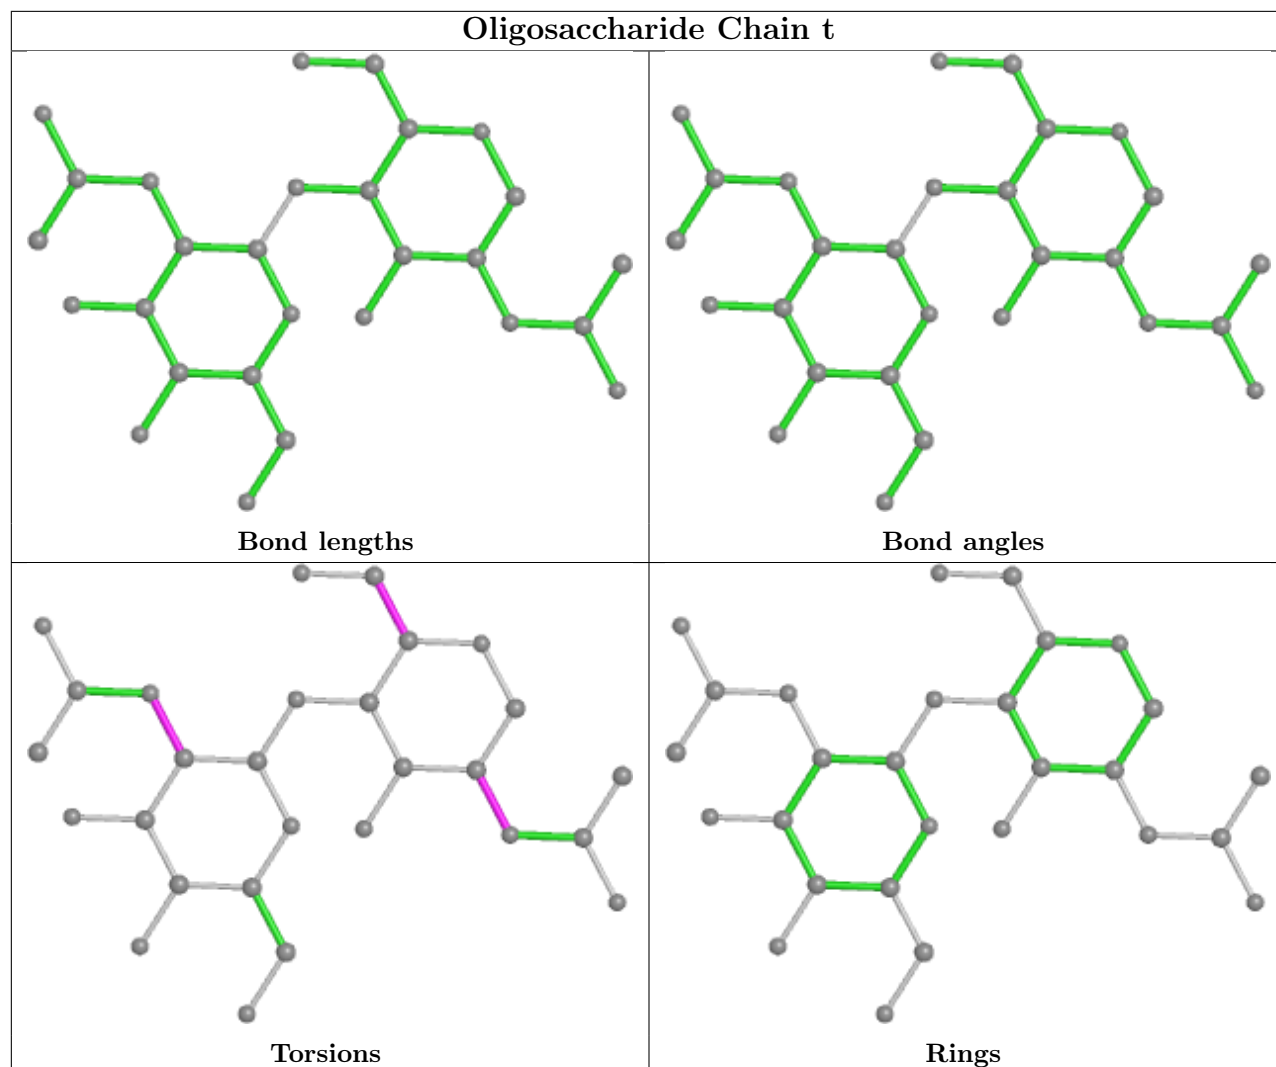 Oligosaccharide Chain t
Bond lengths
Bond angles
Torsions
Rings